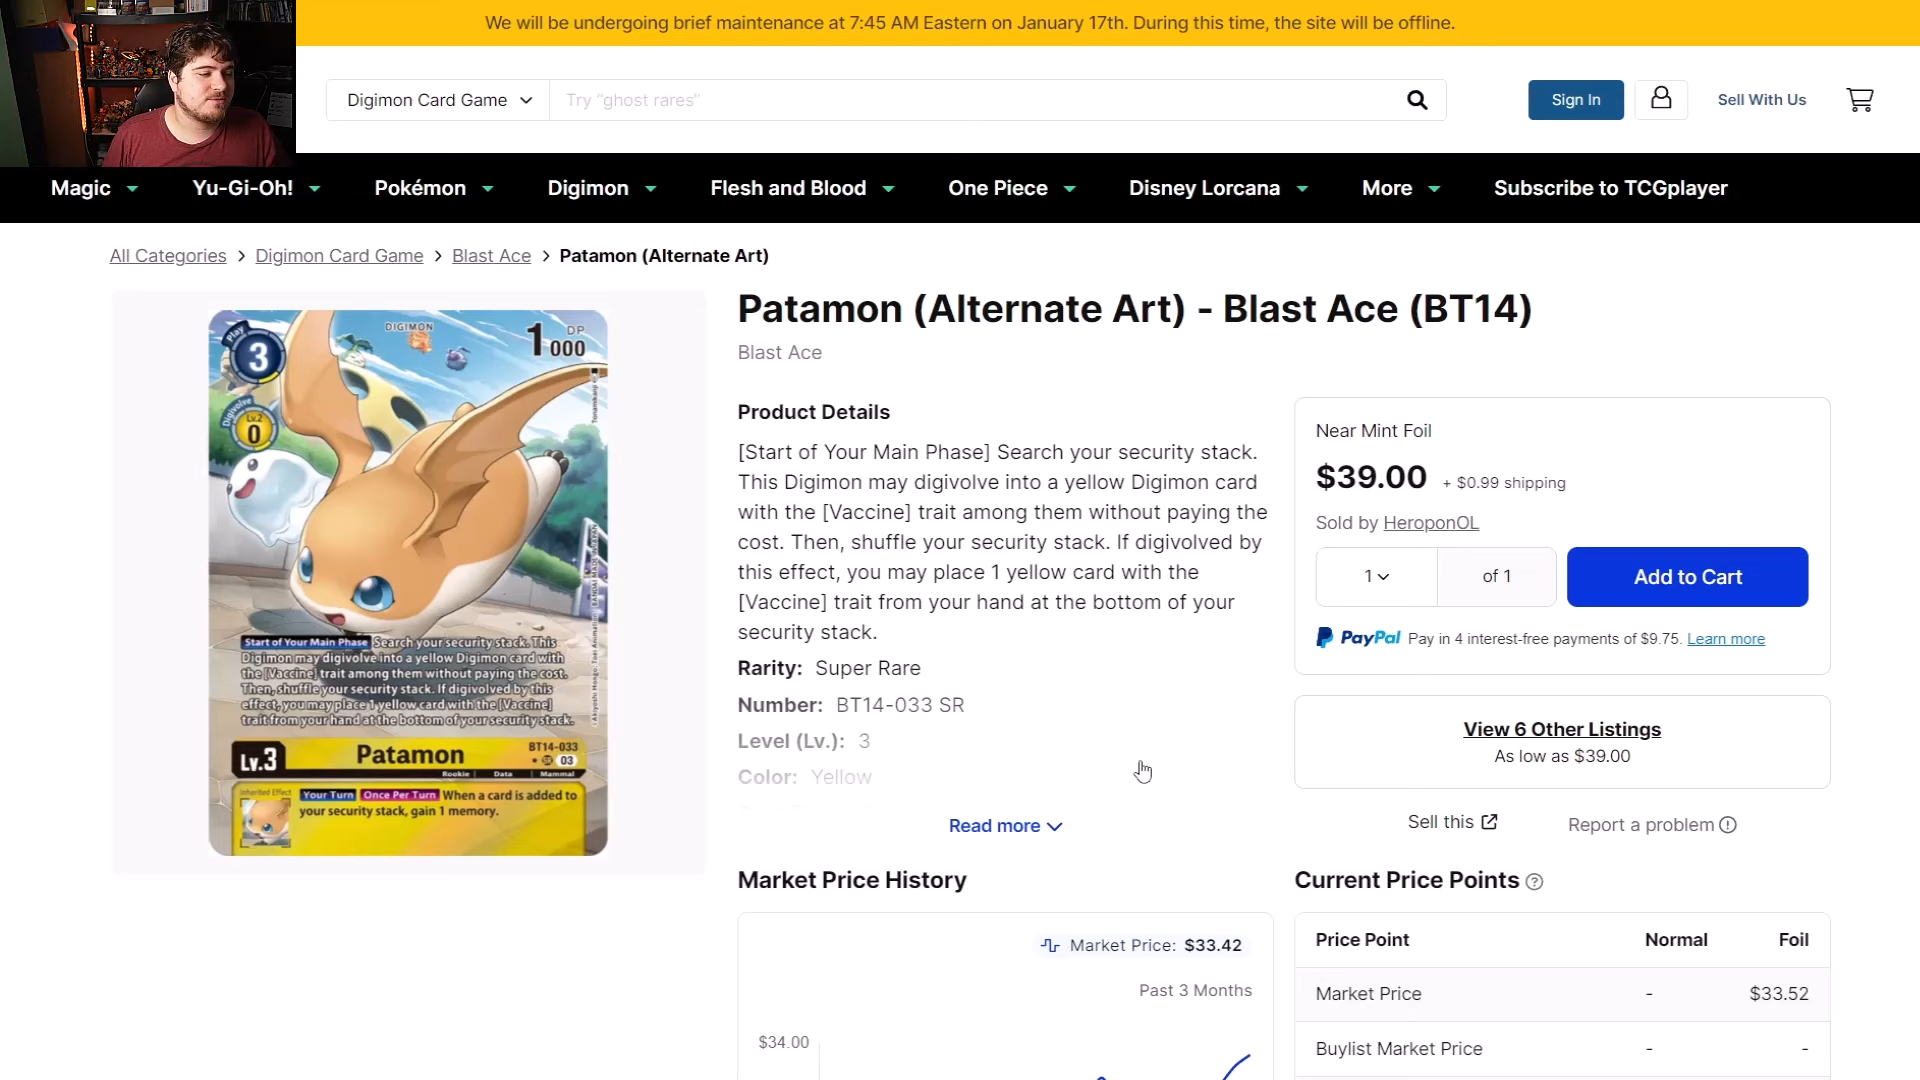 We will be undergoing brief maintenance at 7:45 AM Eastern on January 17th. During this time, the site will be offline.
Digimon Card Game
Try “ghost rares”
Sign In
Sell With Us
Magic
Yu-Gi-Oh!
Pokémon
Digimon
Flesh and Blood
One Piece
Disney Lorcana
More
Subscribe to TCGplayer
All Categories > Digimon Card Game > Blast Ace > Patamon (Alternate Art)
Play
3
DIGIMON
DP
1000
Digivolve
Lv.2
0
Start of Your Main Phase Search your security stack. This
Digimon may digivolve into a yellow Digimon card with
the [Vaccine] trait among them without paying the cost.
Then, shuffle your security stack. If digivolved by this
effect, you may place 1 yellow card with the [Vaccine]
trait from your hand at the bottom of your security stack.
Lv.3
Patamon
BT14-033
SR 03
Rookie
Data
Mammal
Inherited Effect
Your Turn Once Per Turn When a card is added to
your security stack, gain 1 memory.
Patamon (Alternate Art) - Blast Ace (BT14)
Blast Ace
Product Details
[Start of Your Main Phase] Search your security stack.
This Digimon may digivolve into a yellow Digimon card
with the [Vaccine] trait among them without paying the
cost. Then, shuffle your security stack. If digivolved by
this effect, you may place 1 yellow card with the
[Vaccine] trait from your hand at the bottom of your
security stack.
Rarity: Super Rare
Number: BT14-033 SR
Level (Lv.): 3
Color: Yellow
Read more
Near Mint Foil
$39.00 + $0.99 shipping
Sold by HeroponOL
1
of 1
Add to Cart
PayPal Pay in 4 interest-free payments of $9.75. Learn more
View 6 Other Listings
As low as $39.00
Sell this
Report a problem
Market Price History
Market Price: $33.42
Past 3 Months
$34.00
Current Price Points
Price Point Normal Foil
Market Price - $33.52
Buylist Market Price - -